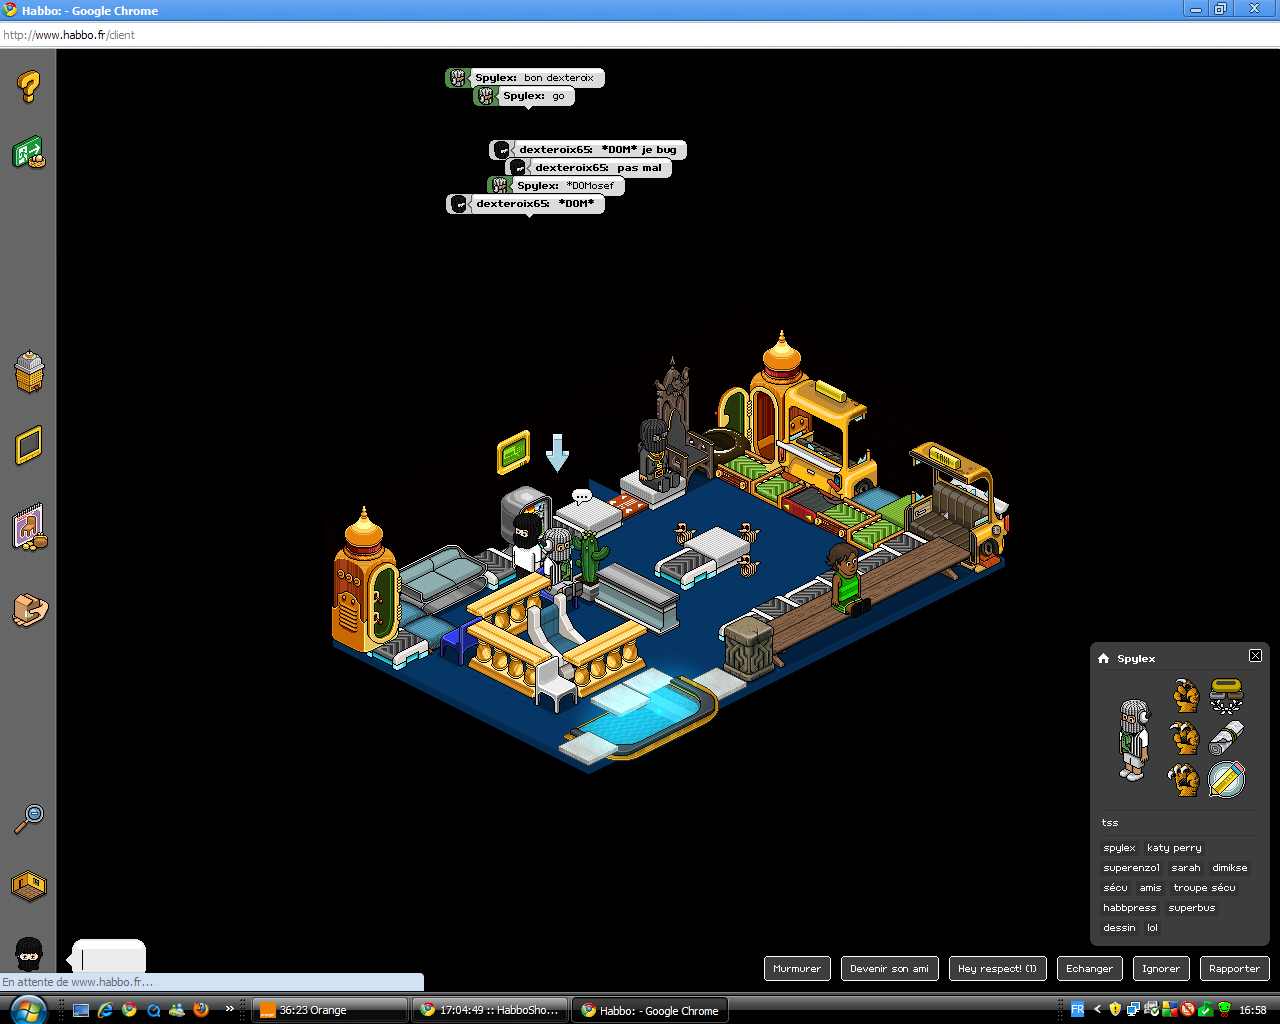 Habbo: - Google Chrome
http://www.habbo.fr/client
Spylex: bon dexteroix
Spylex: go
dexteroix65: *DOM* je bug
dexteroix65: pas mal
Spylex: *DOMosef
dexteroix65: *DOM*
TAXI
Spylex
tss
spylex katy perry
superenzol sarah dimikse
sécu amis troupe sécu
habbpress superbus
dessin lol
Murmurer Devenir son ami Hey respect! (1) Echanger Ignorer Rapporter
En attente de www.habbo.fr...
36:23 Orange 17:04:49 :: HabboSho... Habbo: - Google Chrome FR 16:58